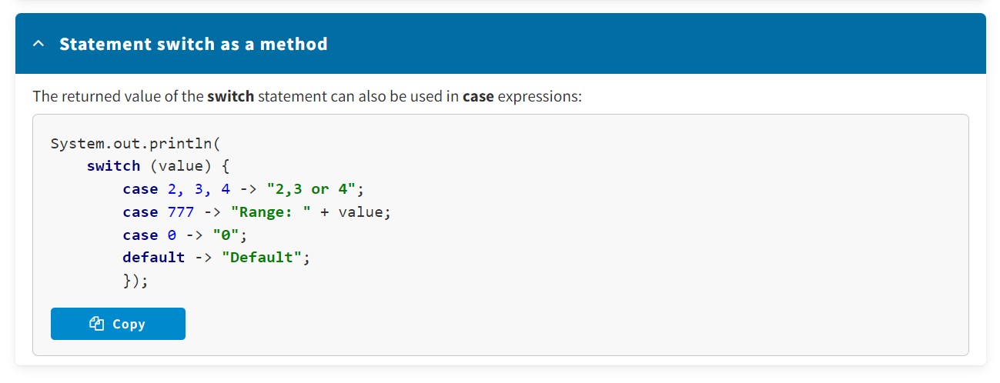 Statement switch as a method
The returned value of the switch statement can also be used in case expressions:
System.out.println(
    switch (value) {
        case 2, 3, 4 -> "2,3 or 4";
        case 777 -> "Range: " + value;
        case 0 -> "0";
        default -> "Default";
        });
Copy